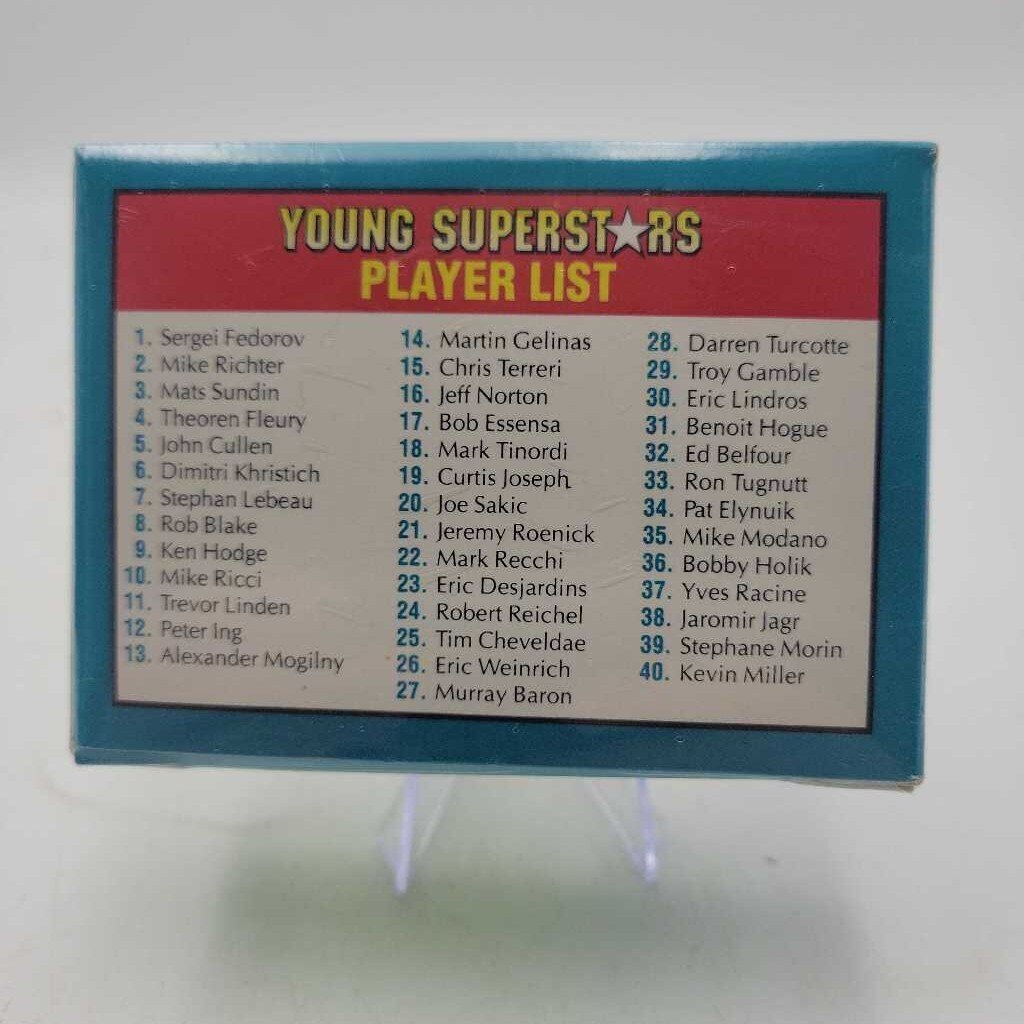 YOUNG SUPERST★RS
PLAYER LIST
1. Sergei Fedorov
2. Mike Richter
3. Mats Sundin
4. Theoren Fleury
5. John Cullen
6. Dimitri Khristich
7. Stephan Lebeau
8. Rob Blake
9. Ken Hodge
10. Mike Ricci
11. Trevor Linden
12. Peter Ing
13. Alexander Mogilny
14. Martin Gelinas
15. Chris Terreri
16. Jeff Norton
17. Bob Essensa
18. Mark Tinordi
19. Curtis Joseph
20. Joe Sakic
21. Jeremy Roenick
22. Mark Recchi
23. Eric Desjardins
24. Robert Reichel
25. Tim Cheveldae
26. Eric Weinrich
27. Murray Baron
28. Darren Turcotte
29. Troy Gamble
30. Eric Lindros
31. Benoit Hogue
32. Ed Belfour
33. Ron Tugnutt
34. Pat Elynuik
35. Mike Modano
36. Bobby Holik
37. Yves Racine
38. Jaromir Jagr
39. Stephane Morin
40. Kevin Miller